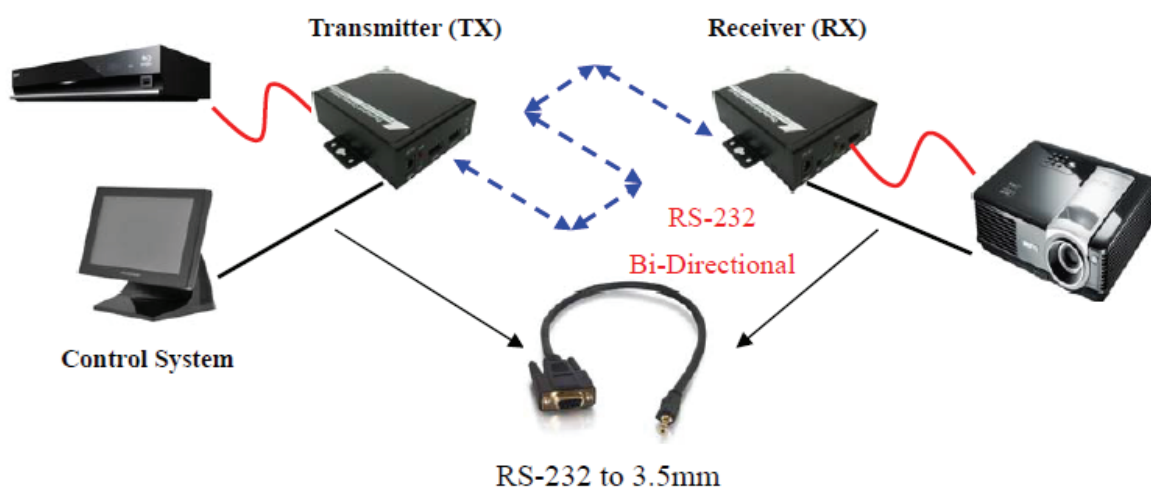 Transmitter (TX)
Receiver (RX)
RS-232
Bi-Directional
Control System
RS-232 to 3.5mm